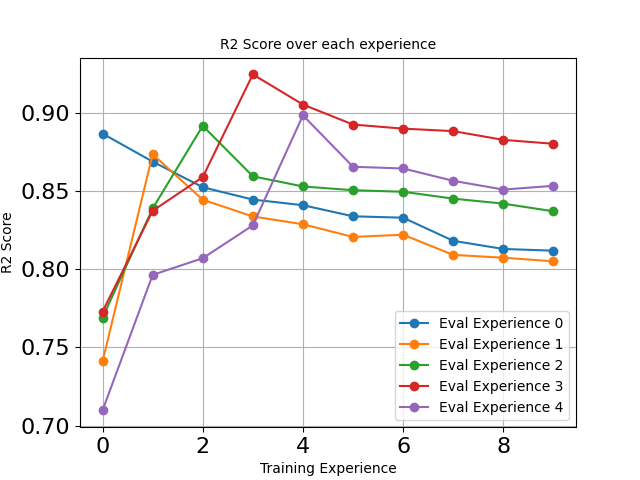 R2 Score over each experience
0.90
0.85
0.80
0.75
0.70
R2 Score
0 2 4 6 8
Training Experience
Eval Experience 0
Eval Experience 1
Eval Experience 2
Eval Experience 3
Eval Experience 4